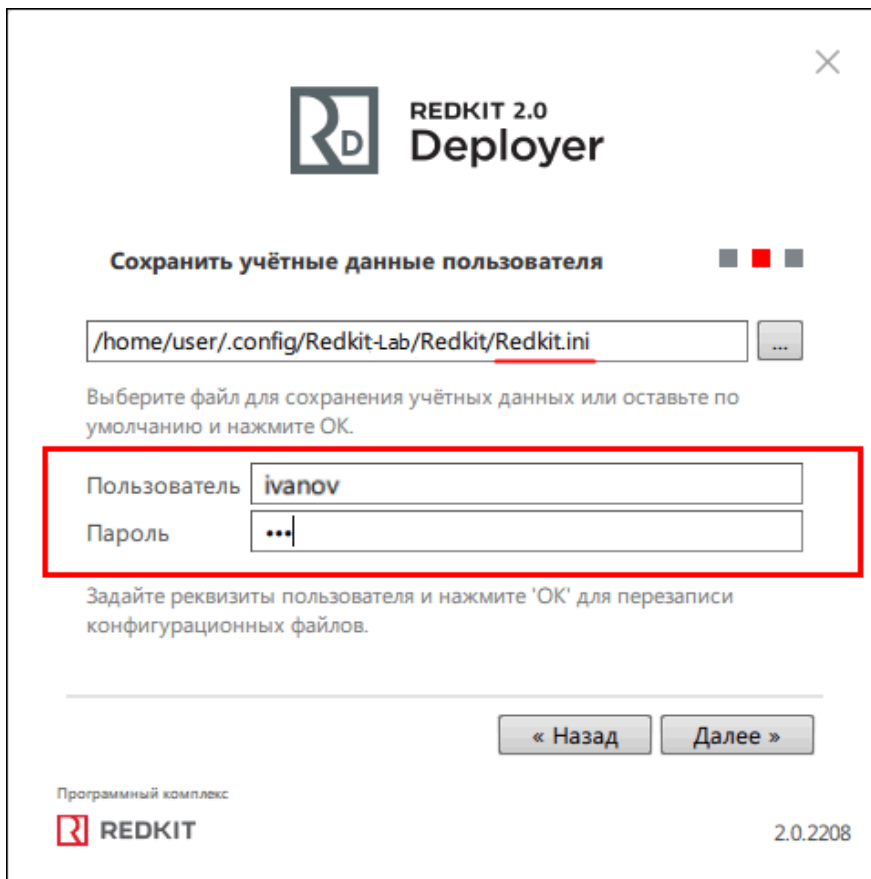 REDKIT 2.0
Deployer
Сохранить учётные данные пользователя
/home/user/.config/Redkit-Lab/Redkit/Redkit.ini
...
Выберите файл для сохранения учётных данных или оставьте по
умолчанию и нажмите ОК.
Пользователь ivanov
Пароль •••
Задайте реквизиты пользователя и нажмите 'ОК' для перезаписи
конфигурационных файлов.
« Назад
Далее »
Программный комплекс
REDKIT
2.0.2208